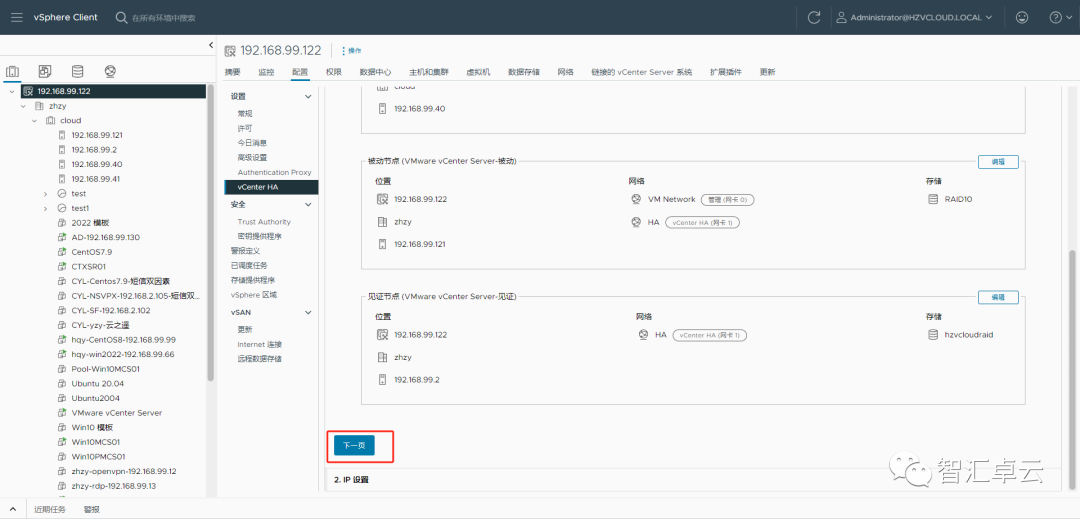 vSphere Client
在所有环境中搜索
Administrator@HZVCLOUD.LOCAL
192.168.99.122
操作
摘要 监控 配置 权限 数据中心 主机和集群 虚拟机 数据存储 网络 链接的 vCenter Server 系统 扩展插件 更新
192.168.99.122
zhzy
cloud
192.168.99.121
192.168.99.2
192.168.99.40
192.168.99.41
test
test1
2022 模板
AD-192.168.99.130
CentOS7.9
CTXSR01
CYL-Centos7.9-短信双因素
CYL-NSVPX-192.168.2.105-短信双...
CYL-SF-192.168.2.102
CYL-yzy-云之遥
hqy-CentOS8-192.168.99.99
hqy-win2022-192.168.99.66
Pool-Win10MCS01
Ubuntu 20.04
Ubuntu2004
VMware vCenter Server
Win10 模板
Win10MCS01
Win10PMCS01
zhzy-openvpn-192.168.99.12
zhzy-rdp-192.168.99.13
设置
常规
许可
今日消息
高级设置
Authentication Proxy
vCenter HA
安全
Trust Authority
密钥提供程序
警报定义
已调度任务
存储提供程序
vSphere 区域
vSAN
更新
Internet 连接
远程数据存储
cloud
192.168.99.40
被动节点 (VMware vCenter Server-被动)
编辑
位置 网络 存储
192.168.99.122 VM Network 管理 (网卡 0) RAID10
zhzy HA vCenter HA (网卡 1)
192.168.99.121
见证节点 (VMware vCenter Server-见证)
编辑
位置 网络 存储
192.168.99.122 HA vCenter HA (网卡 1) hzvcloudraid
zhzy
192.168.99.2
下一页
2. IP 设置
智汇卓云
近期任务 警报